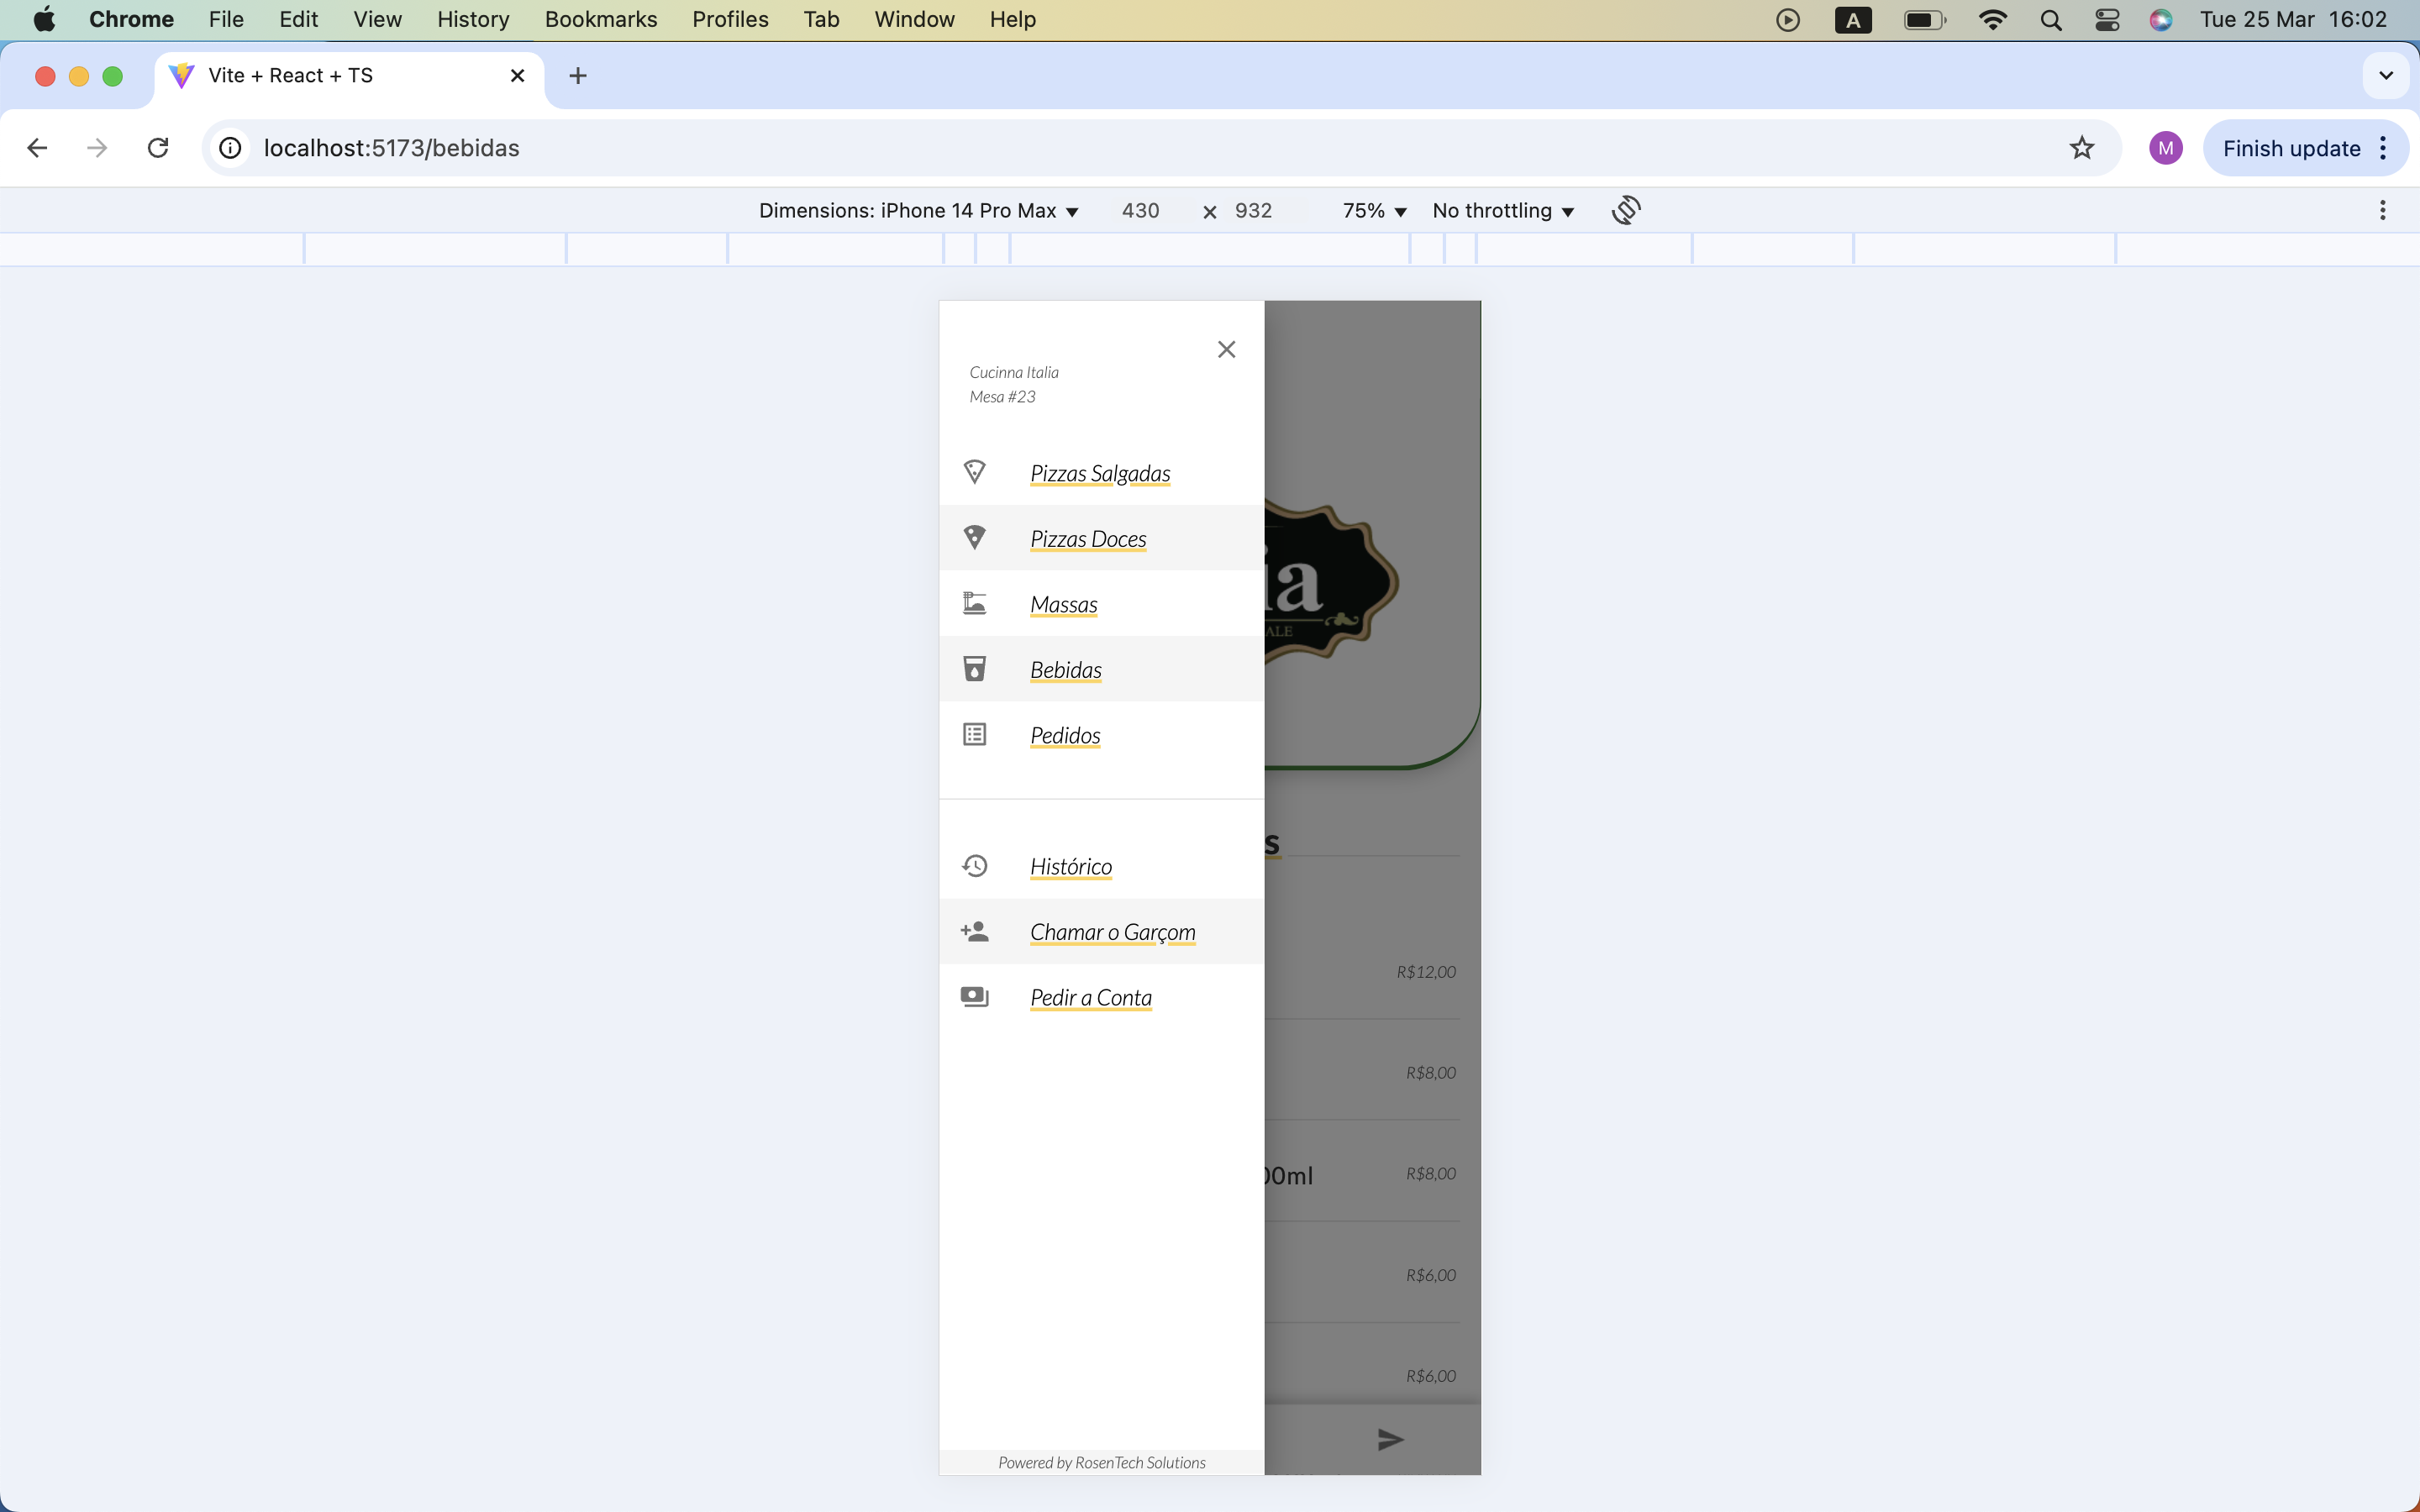 Chrome File Edit View History Bookmarks Profiles Tab Window Help A Tue 25 Mar 16:02
Vite + React + TS
localhost:5173/bebidas M Finish update
Dimensions: iPhone 14 Pro Max 430 x 932 75% No throttling
Cucinna Italia
Mesa #23
Pizzas Salgadas
Pizzas Doces
Massas
Bebidas
Pedidos
Histórico
Chamar o Garçom
Pedir a Conta
Powered by RosenTech Solutions
ia
ALE
s
R$12,00
R$8,00
00ml R$8,00
R$6,00
R$6,00